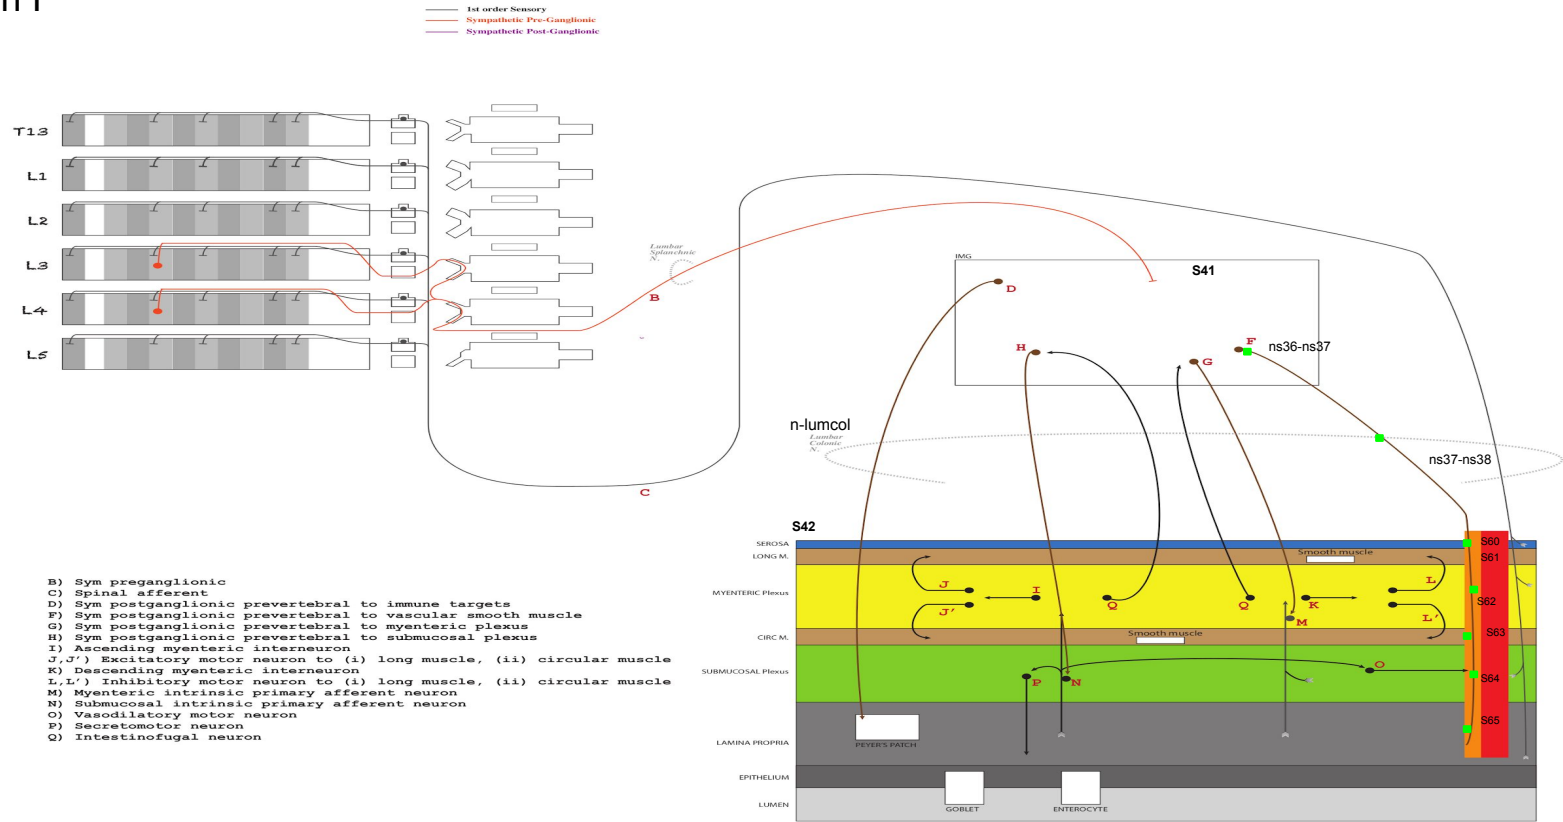 1st order Sensory
Sympathetic Pre-Ganglionic
Sympathetic Post-Ganglionic
T13
L1
L2
L3
L4
L5
Lumbar
Splanchnic
N.
B
C
IMG
S41
D
H
G
F
ns36-ns37
n-lumcol
Lumbar
Colonic
N.
ns37-ns38
S42
SEROSA
LONG M.
MYENTERIC Plexus
CIRC M.
SUBMUCOSAL Plexus
LAMINA PROPRIA
EPITHELIUM
LUMEN
Smooth muscle
J
I
Q
Q
K
L
J'
M
L'
Smooth muscle
P
N
O
PEYER'S PATCH
GOBLET
ENTEROCYTE
S60
S61
S62
S63
S64
S65
B) Sym preganglionic
C) Spinal afferent
D) Sym postganglionic prevertebral to immune targets
F) Sym postganglionic prevertebral to vascular smooth muscle
G) Sym postganglionic prevertebral to myenteric plexus
H) Sym postganglionic prevertebral to submucosal plexus
I) Ascending myenteric interneuron
J,J') Excitatory motor neuron to (i) long muscle, (ii) circular muscle
K) Descending myenteric interneuron
L,L') Inhibitory motor neuron to (i) long muscle, (ii) circular muscle
M) Myenteric intrinsic primary afferent neuron
N) Submucosal intrinsic primary afferent neuron
O) Vasodilatory motor neuron
P) Secretomotor neuron
Q) Intestinofugal neuron